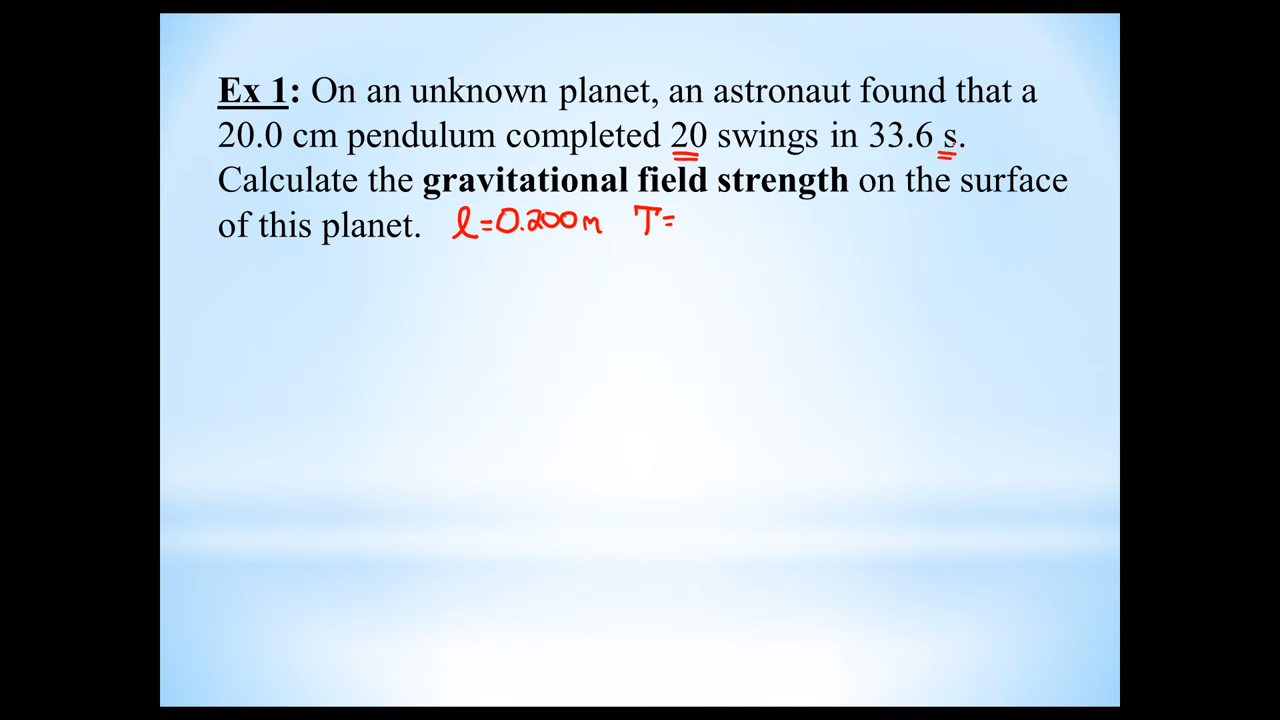 Ex 1: On an unknown planet, an astronaut found that a
20.0 cm pendulum completed 20 swings in 33.6 s.
Calculate the gravitational field strength on the surface
of this planet. l=0.200m T=